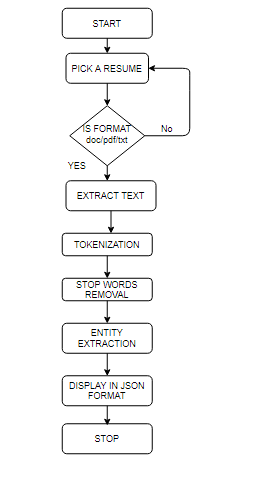 START
PICK A RESUME
IS FORMAT
doc/pdf/txt
No
YES
EXTRACT TEXT
TOKENIZATION
STOP WORDS
REMOVAL
ENTITY
EXTRACTION
DISPLAY IN JSON
FORMAT
STOP